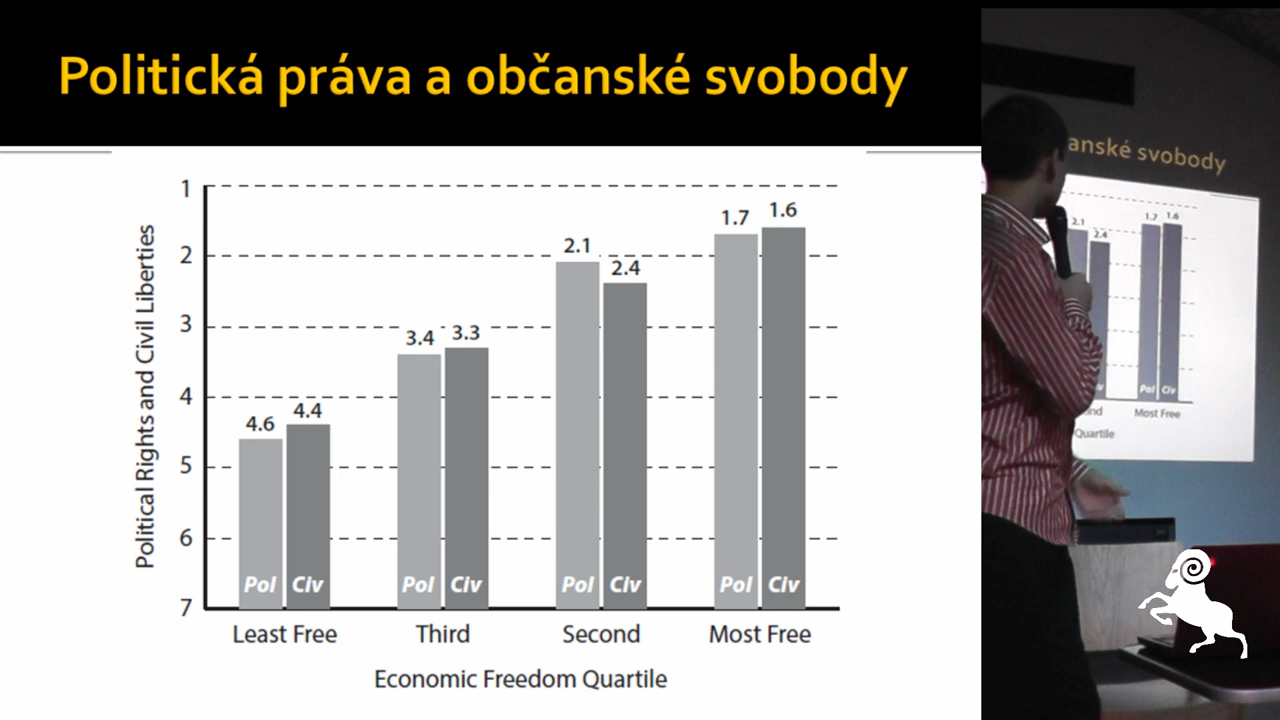 Politická práva a občanské svobody
Political Rights and Civil Liberties
1
2
3
4
5
6
7
4.6
4.4
3.4
3.3
2.1
2.4
1.7
1.6
Pol Civ
Pol Civ
Pol Civ
Pol Civ
Least Free
Third
Second
Most Free
Economic Freedom Quartile
anské svobody
2.1
2.4
1.7
1.6
Pol Civ
nd
Most Free
Quartile